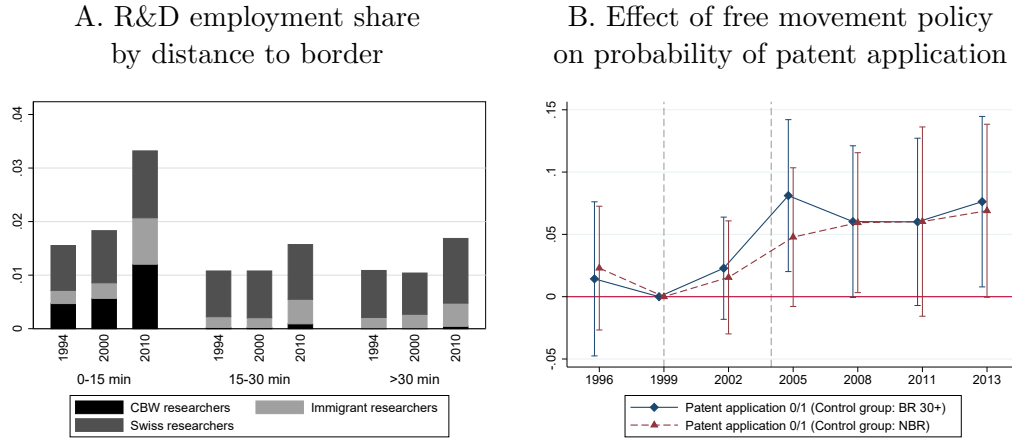 A. R&D employment share
by distance to border
.04
.03
.02
.01
0
1994
2000
2010
1994
2000
2010
1994
2000
2010
0-15 min
15-30 min
>30 min
CBW researchers
Immigrant researchers
Swiss researchers
B. Effect of free movement policy
on probability of patent application
.15
.1
.05
0
-.05
1996
1999
2002
2005
2008
2011
2013
Patent application 0/1 (Control group: BR 30+)
Patent application 0/1 (Control group: NBR)